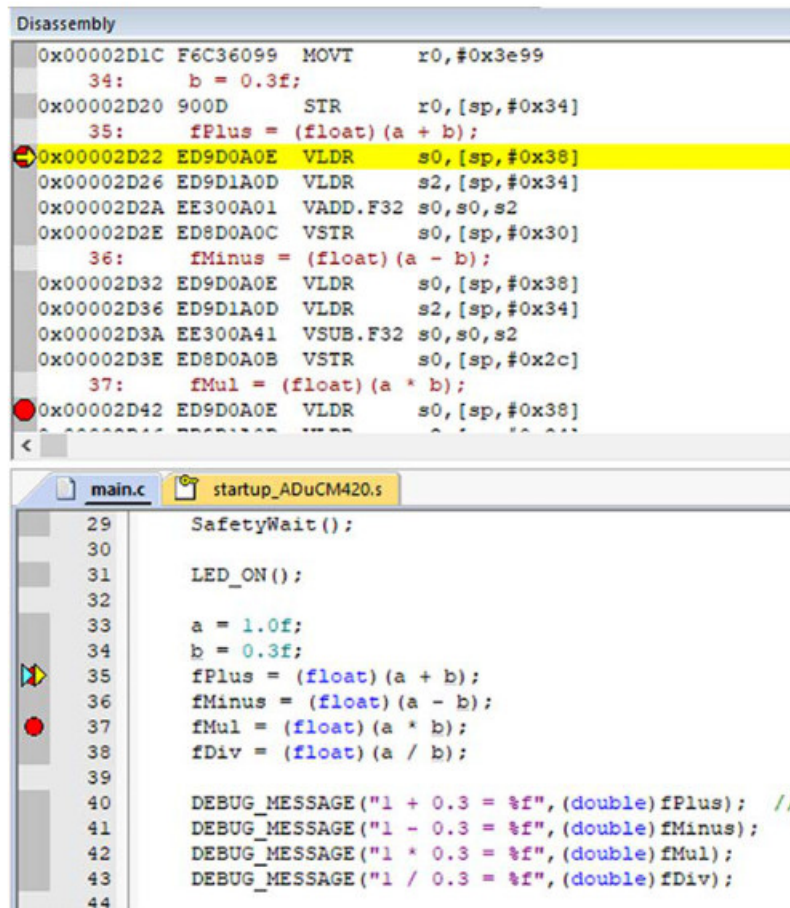 Disassembly
0x00002D1C F6C36099 MOVT r0,#0x3e99
34: b = 0.3f;
0x00002D20 900D STR r0,[sp,#0x34]
35: fPlus = (float)(a + b);
0x00002D22 ED9D0A0E VLDR s0,[sp,#0x38]
0x00002D26 ED9D1A0D VLDR s2,[sp,#0x34]
0x00002D2A EE300A01 VADD.F32 s0,s0,s2
0x00002D2E ED8D0A0C VSTR s0,[sp,#0x30]
36: fMinus = (float)(a - b);
0x00002D32 ED9D0A0E VLDR s0,[sp,#0x38]
0x00002D36 ED9D1A0D VLDR s2,[sp,#0x34]
0x00002D3A EE300A41 VSUB.F32 s0,s0,s2
0x00002D3E ED8D0A0B VSTR s0,[sp,#0x2c]
37: fMul = (float)(a * b);
0x00002D42 ED9D0A0E VLDR s0,[sp,#0x38]
main.c startup_ADuCM420.s
29 SafetyWait();
30
31 LED_ON();
32
33 a = 1.0f;
34 b = 0.3f;
35 fPlus = (float)(a + b);
36 fMinus = (float)(a - b);
37 fMul = (float)(a * b);
38 fDiv = (float)(a / b);
39
40 DEBUG_MESSAGE("1 + 0.3 = %f",(double)fPlus); //
41 DEBUG_MESSAGE("1 - 0.3 = %f",(double)fMinus);
42 DEBUG_MESSAGE("1 * 0.3 = %f",(double)fMul);
43 DEBUG_MESSAGE("1 / 0.3 = %f",(double)fDiv);
44